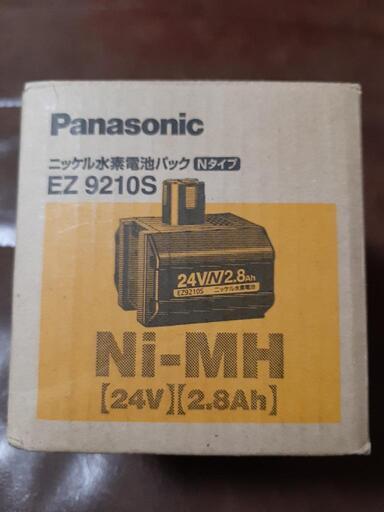 Panasonic
ニッケル水素電池パック Nタイプ
EZ 9210S
24V/N2.8Ah
EZ9210S ニッケル水素電池
Ni-MH
【24V】【2.8Ah】